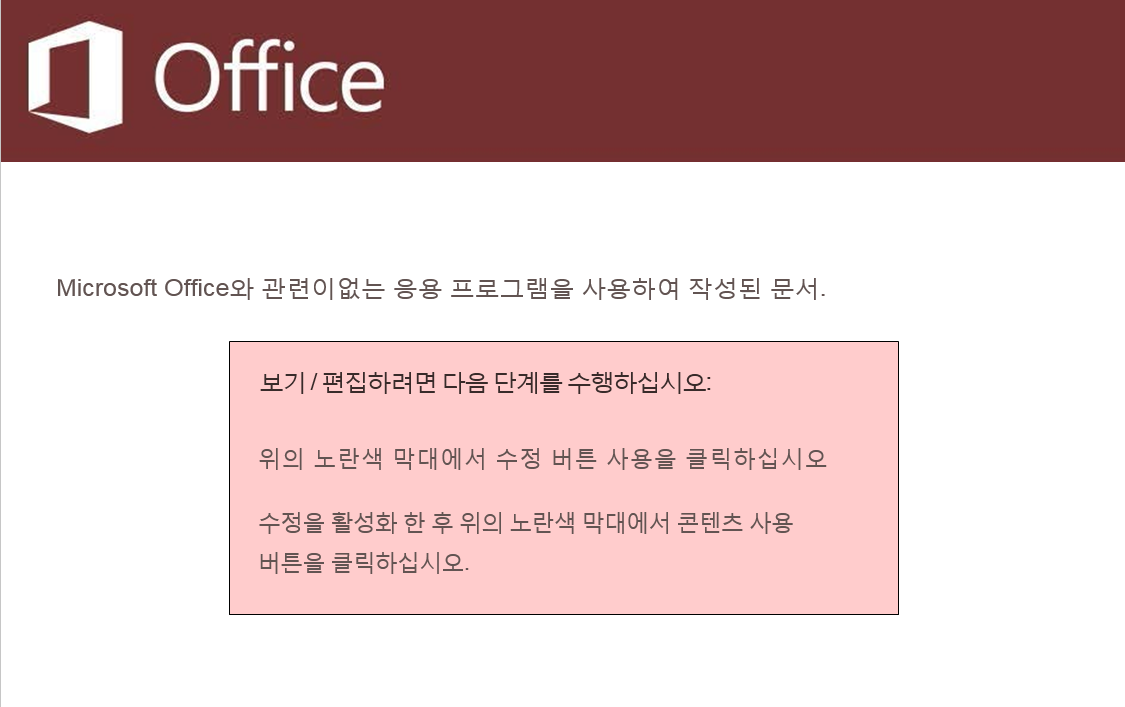 Office
Microsoft Office와 관련이없는 응용 프로그램을 사용하여 작성된 문서.
보기 / 편집하려면 다음 단계를 수행하십시오:
위의 노란색 막대에서 수정 버튼 사용을 클릭하십시오
수정을 활성화 한 후 위의 노란색 막대에서 콘텐츠 사용
버튼을 클릭하십시오.